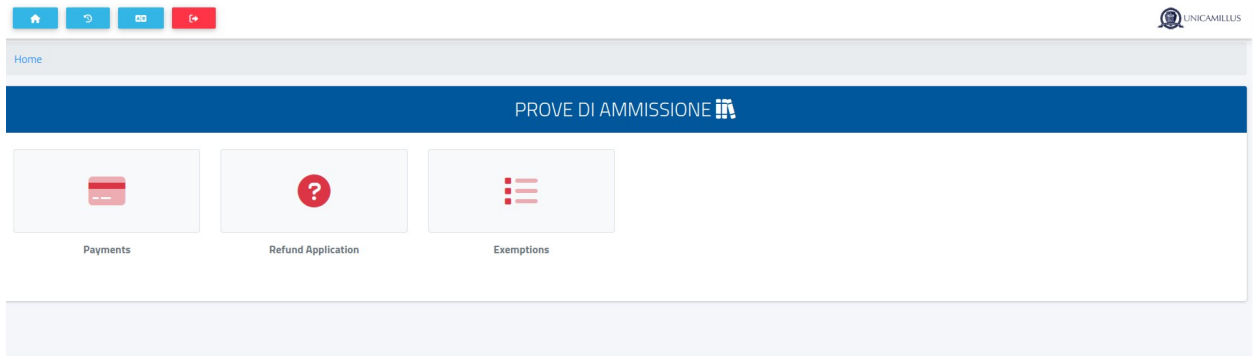 UNICAMILLUS
Home
PROVE DI AMMISSIONE
Payments
Refund Application
Exemptions